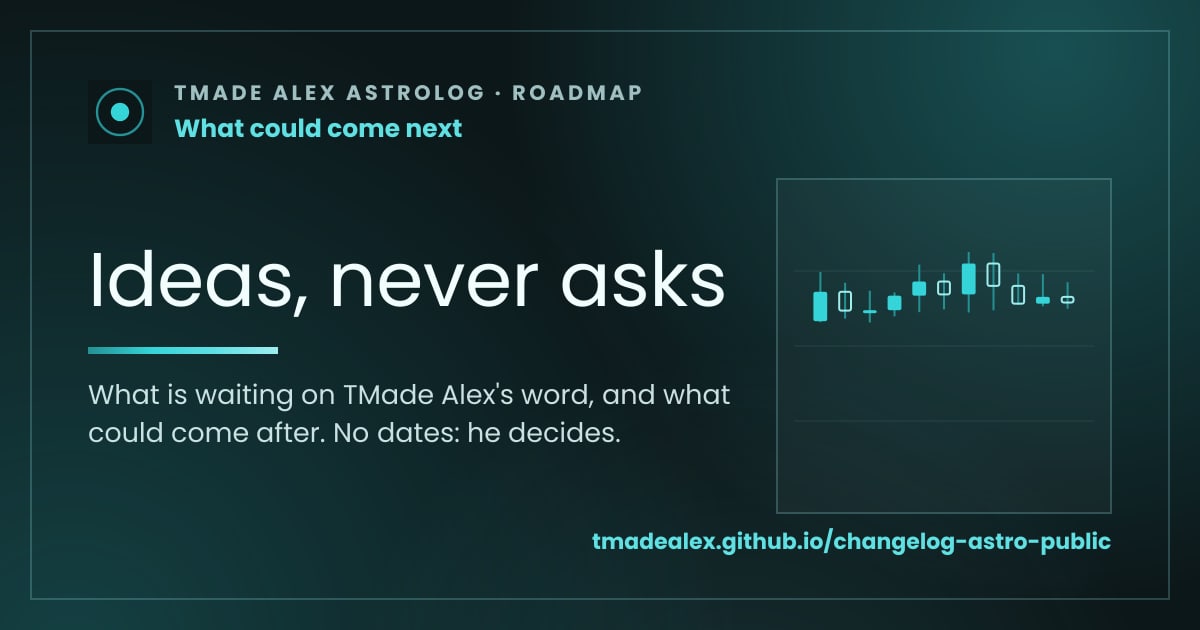 TMADE ALEX ASTROLOG · ROADMAP
What could come next
Ideas, never asks
What is waiting on TMade Alex's word, and what
could come after. No dates: he decides.
tmadealex.github.io/changelog-astro-public